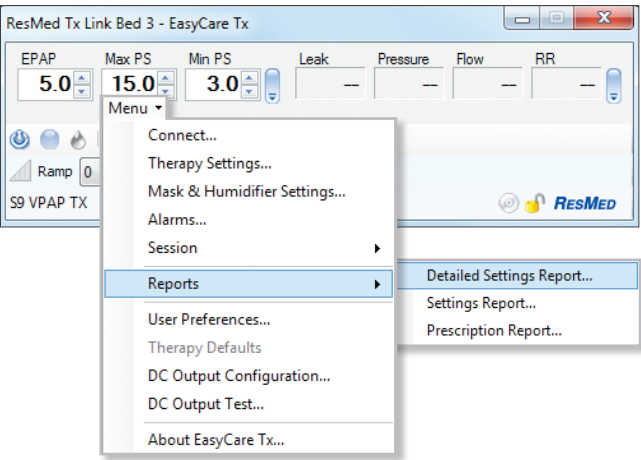 ResMed Tx Link Bed 3 - EasyCare Tx
EPAP Max PS Min PS Leak Pressure Flow RR
5.0 15.0 3.0 -- -- -- --
Menu
Connect...
Therapy Settings...
Ramp 0
Mask & Humidifier Settings...
S9 VPAP TX
RESMED
Alarms...
Session
Reports
Detailed Settings Report...
Settings Report...
Prescription Report...
User Preferences...
Therapy Defaults
DC Output Configuration...
DC Output Test...
About EasyCare Tx...